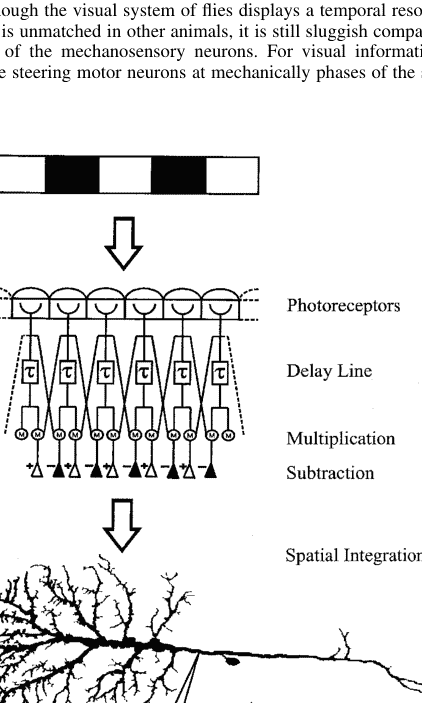 ough the visual system of flies displays a temporal reso
is unmatched in other animals, it is still sluggish compa
of the mechanosensory neurons. For visual informati
e steering motor neurons at mechanically phases of the
Photoreceptors
τ τ τ τ τ τ
Delay Line
M M M M M M M M M M M M
Multiplication
+ − + − + − + − + −
Subtraction
Spatial Integration